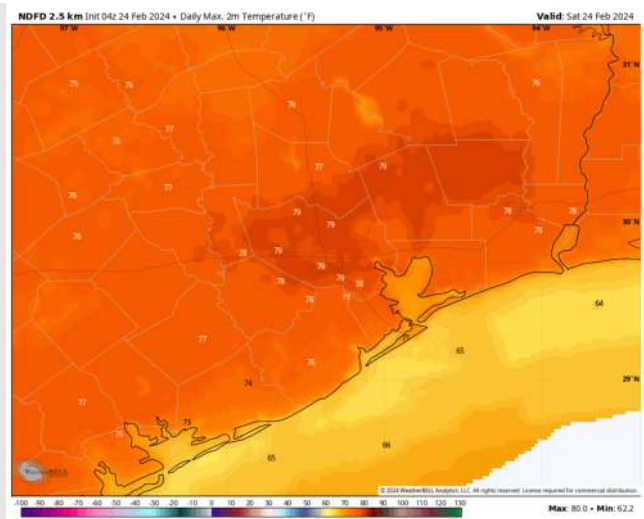 NDFD 2.5 km Init 04z 24 Feb 2024 • Daily Max. 2m Temperature (°F)
Valid: Sat 24 Feb 2024
97°W 96°W 95°W 94°W
31°N
75 76 76 76
77
75 77 79
76 77
79 78 79
76 79 78
30°N
78 79
79 79
78 78
76 77
64
77 76 65
74
29°N
77
73
65 66
WeatherBELL
© 2024 WeatherBELL Analytics, LLC. All rights reserved. License required for commercial distribution.
-100 -90 -80 -70 -60 -50 -40 -30 -20 -10 0 10 20 30 40 50 60 70 80 90 100 110 120 130
Max: 80.0 • Min: 62.2